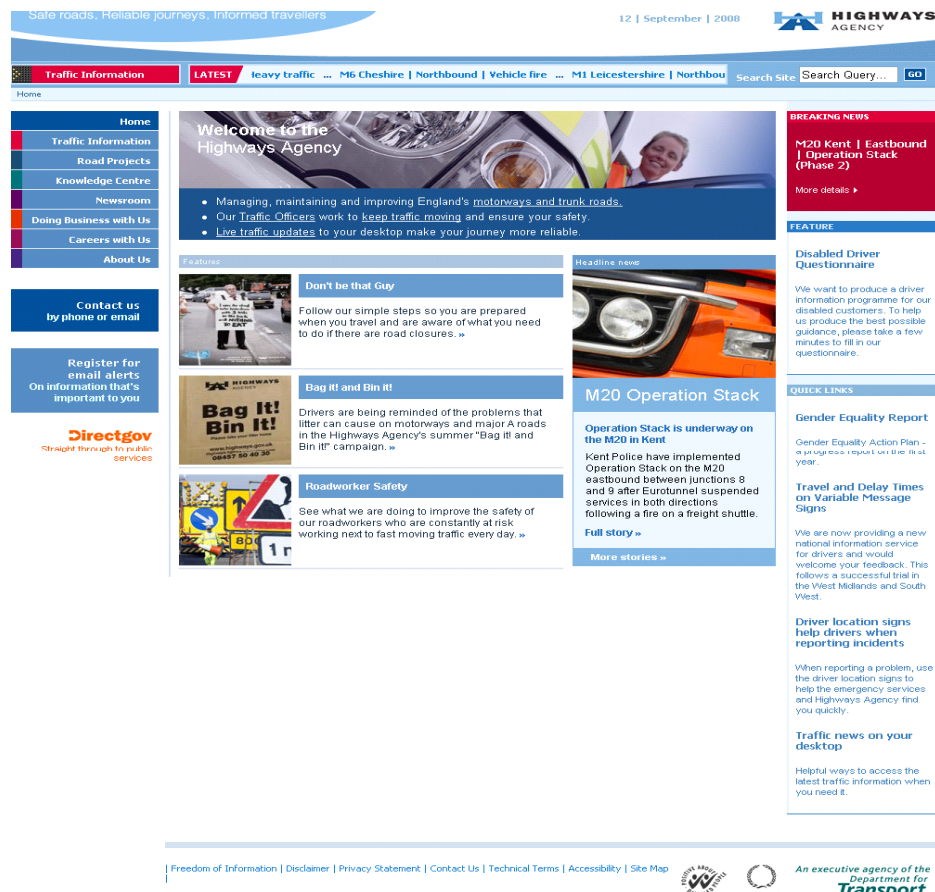 Safe roads, Reliable journeys, Informed travellers
12 | September | 2008
HIGHWAYS
AGENCY
Traffic Information
LATEST
heavy traffic ... M6 Cheshire | Northbound | Vehicle fire ... M1 Leicestershire | Northbou
Search Site
Search Query...
GO
Home
Home
Traffic Information
Road Projects
Knowledge Centre
Newsroom
Doing Business with Us
Careers with Us
About Us
Contact us
by phone or email
Register for
email alerts
On information that's
important to you
Directgov
Straight through to public
services
Welcome to the
Highways Agency
• Managing, maintaining and improving England's motorways and trunk roads.
• Our Traffic Officers work to keep traffic moving and ensure your safety.
• Live traffic updates to your desktop make your journey more reliable.
Features
Don't be that Guy
Follow our simple steps so you are prepared
when you travel and are aware of what you need
to do if there are road closures. »
TO EAT
Bag it! and Bin it!
Drivers are being reminded of the problems that
litter can cause on motorways and major A roads
in the Highways Agency's summer "Bag it! and
Bin it!" campaign. »
HIGHWAYS
AGENCY
Bag It!
Bin It!
Please take your litter home
www.highways.gov.uk
08457 50 40 30
Roadworker Safety
See what we are doing to improve the safety of
our roadworkers who are constantly at risk
working next to fast moving traffic every day. »
800
1 m
Headline news
M20 Operation Stack
Operation Stack is underway on
the M20 in Kent
Kent Police have implemented
Operation Stack on the M20
eastbound between junctions 8
and 9 after Eurotunnel suspended
services in both directions
following a fire on a freight shuttle.
Full story »
More stories »
BREAKING NEWS
M20 Kent | Eastbound
| Operation Stack
(Phase 2)
More details
FEATURE
Disabled Driver
Questionnaire
We want to produce a driver
information programme for our
disabled customers. To help
us produce the best possible
guidance, please take a few
minutes to fill in our
questionnaire.
QUICK LINKS
Gender Equality Report
Gender Equality Action Plan -
a progress report on the first
year.
Travel and Delay Times
on Variable Message
Signs
We are now providing a new
national information service
for drivers and would
welcome your feedback. This
follows a successful trial in
the West Midlands and South
West.
Driver location signs
help drivers when
reporting incidents
When reporting a problem, use
the driver location signs to
help the emergency services
and Highways Agency find
you quickly.
Traffic news on your
desktop
Helpful ways to access the
latest traffic information when
you need it.
| Freedom of Information | Disclaimer | Privacy Statement | Contact Us | Technical Terms | Accessibility | Site Map
|
An executive agency of the
Department for
Transport